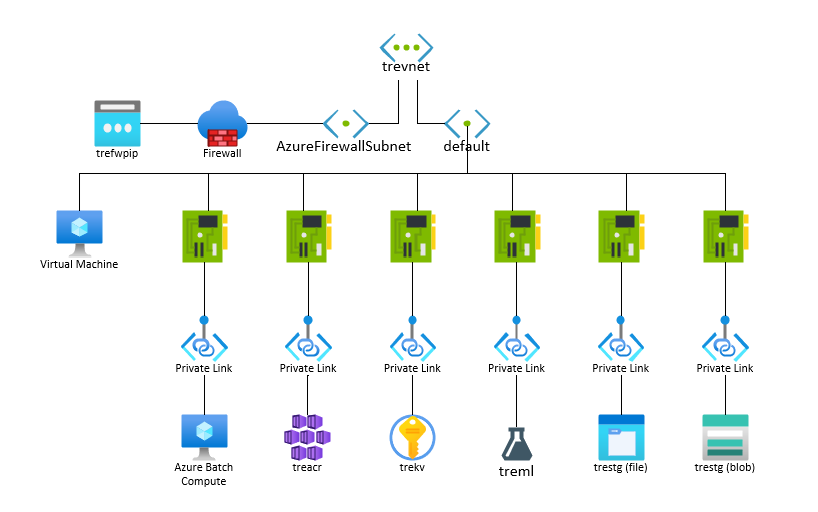 trevnet
trefwpip
Firewall
AzureFirewallSubnet
default
Virtual Machine
Private Link
Private Link
Private Link
Private Link
Private Link
Private Link
Azure Batch
Compute
treacr
trekv
treml
trestg (file)
trestg (blob)